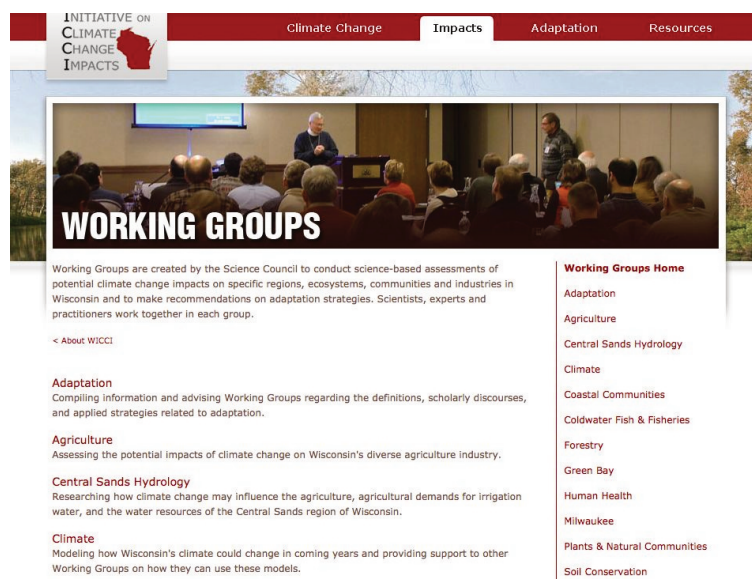 INITIATIVE ON
CLIMATE
CHANGE
IMPACTS
Climate Change
Impacts
Adaptation
Resources
WORKING GROUPS
Working Groups are created by the Science Council to conduct science-based assessments of
potential climate change impacts on specific regions, ecosystems, communities and industries in
Wisconsin and to make recommendations on adaptation strategies. Scientists, experts and
practitioners work together in each group.
< About WICCI
Adaptation
Compiling information and advising Working Groups regarding the definitions, scholarly discourses,
and applied strategies related to adaptation.
Agriculture
Assessing the potential impacts of climate change on Wisconsin's diverse agriculture industry.
Central Sands Hydrology
Researching how climate change may influence the agriculture, agricultural demands for irrigation
water, and the water resources of the Central Sands region of Wisconsin.
Climate
Modeling how Wisconsin's climate could change in coming years and providing support to other
Working Groups on how they can use these models.
Working Groups Home
Adaptation
Agriculture
Central Sands Hydrology
Climate
Coastal Communities
Coldwater Fish & Fisheries
Forestry
Green Bay
Human Health
Milwaukee
Plants & Natural Communities
Soil Conservation